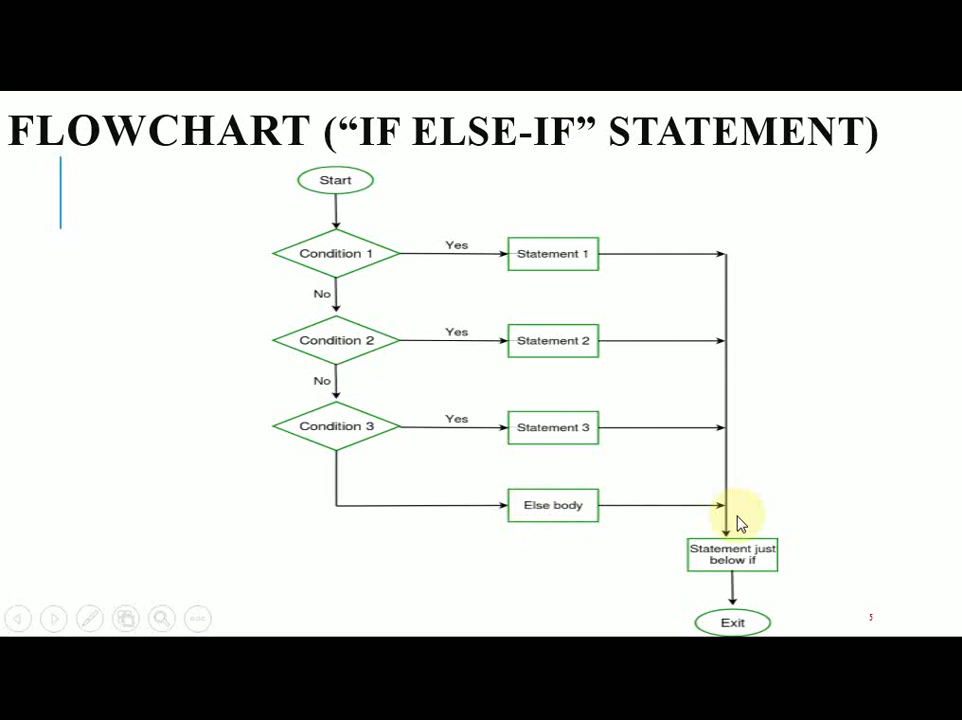 FLOWCHART (“IF ELSE-IF” STATEMENT)
Start
Condition 1
Yes
Statement 1
No
Condition 2
Yes
Statement 2
No
Condition 3
Yes
Statement 3
Else body
Statement just
below if
Exit
5